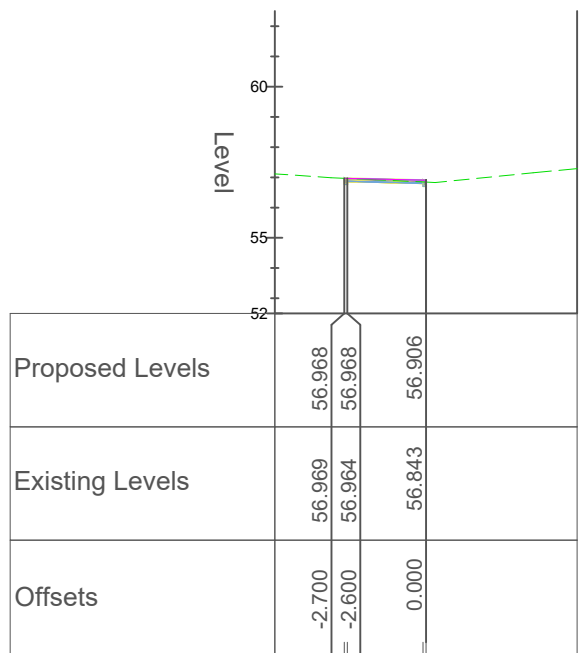 60
Level
55
52
Proposed Levels 56.968 56.968 56.906
Existing Levels 56.969 56.964 56.843
Offsets -2.700 -2.600 0.000